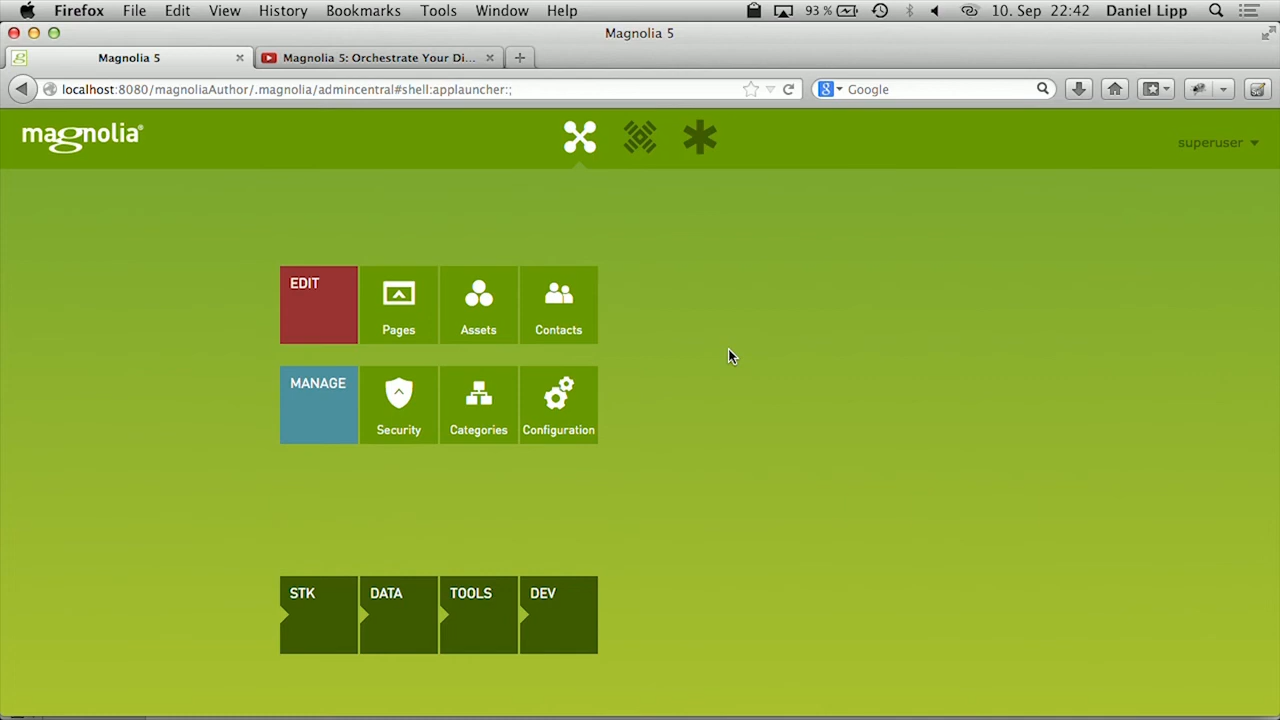 Firefox File Edit View History Bookmarks Tools Window Help 93 % 10. Sep 22:42 Daniel Lipp
Magnolia 5
Magnolia 5 Magnolia 5: Orchestrate Your Di...
localhost:8080/magnoliaAuthor/.magnolia/admincentral#shell:applauncher:; Google
magnolia® superuser
EDIT
Pages Assets Contacts
MANAGE
Security Categories Configuration
STK DATA TOOLS DEV